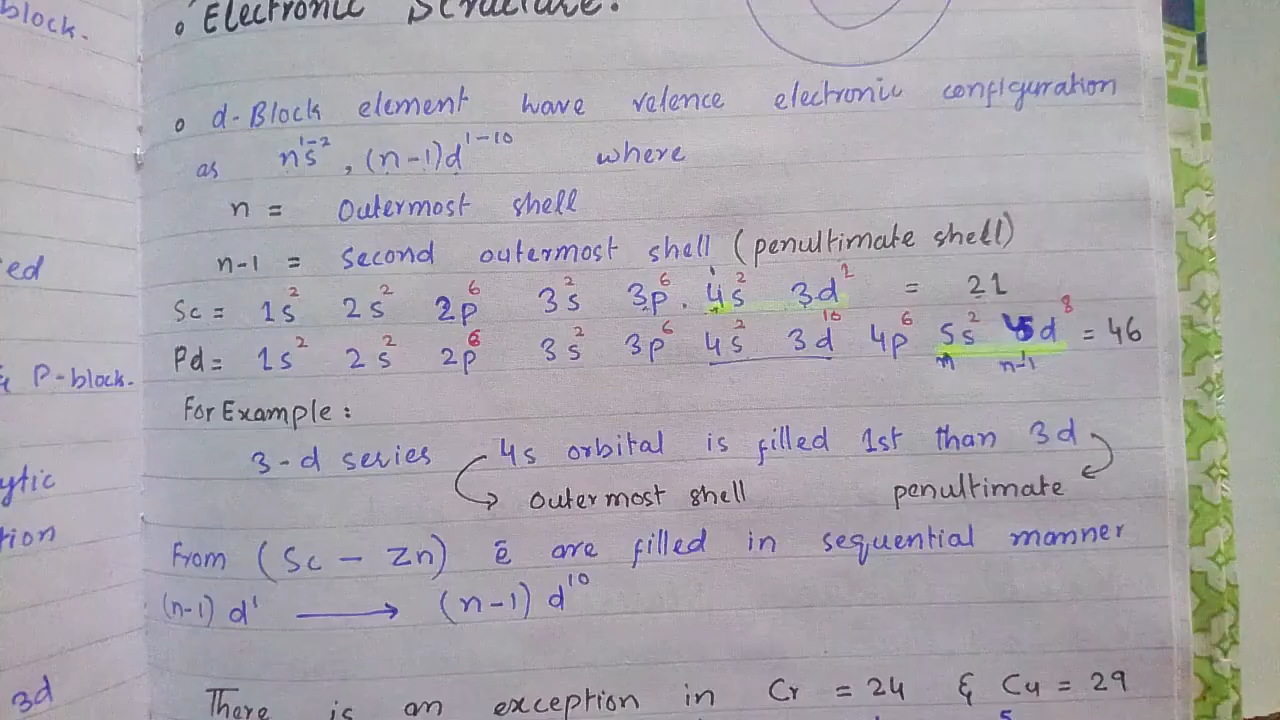 block.
• Electronic Structure.
• d-Block element have valence electronic configuration
as ns¹⁻², (n-1)d¹⁻¹⁰ where
n = outermost shell
n-1 = second outermost shell (penultimate shell)
ed
Sc = 1s² 2s² 2p⁶ 3s² 3p⁶. 4s² 3d¹ = 21
Pd = 1s² 2s² 2p⁶ 3s² 3p⁶ 4s² 3d¹⁰ 4p⁶ 5s² 4d⁸ = 46
n n-1
& P-block.
For Example:
3-d series 4s orbital is filled 1st than 3d
outermost shell penultimate
ytic
tion
From (Sc - Zn) ē are filled in sequential manner
(n-1) d¹ ⟶ (n-1) d¹⁰
3d
There is an exception in Cr = 24 & Cu = 29
5